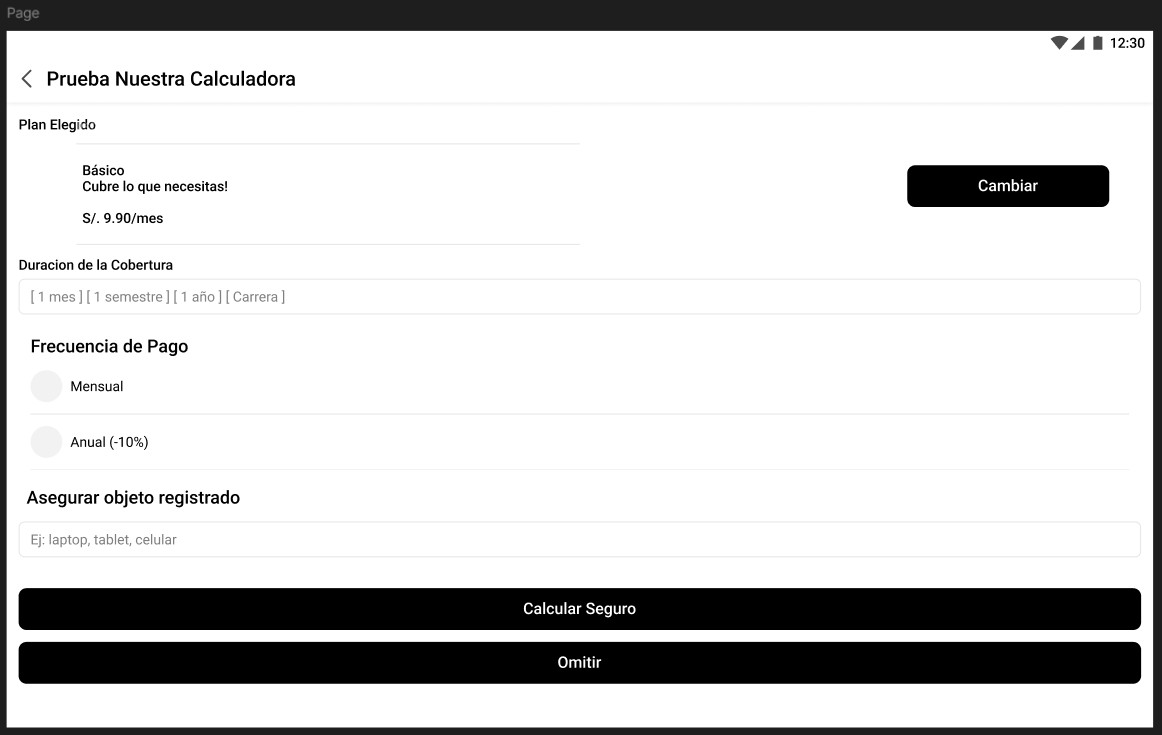 Page
12:30
Prueba Nuestra Calculadora
Plan Elegido
Básico
Cubre lo que necesitas!
S/. 9.90/mes
Cambiar
Duracion de la Cobertura
[ 1 mes ] [ 1 semestre ] [ 1 año ] [ Carrera ]
Frecuencia de Pago
Mensual
Anual (-10%)
Asegurar objeto registrado
Ej: laptop, tablet, celular
Calcular Seguro
Omitir